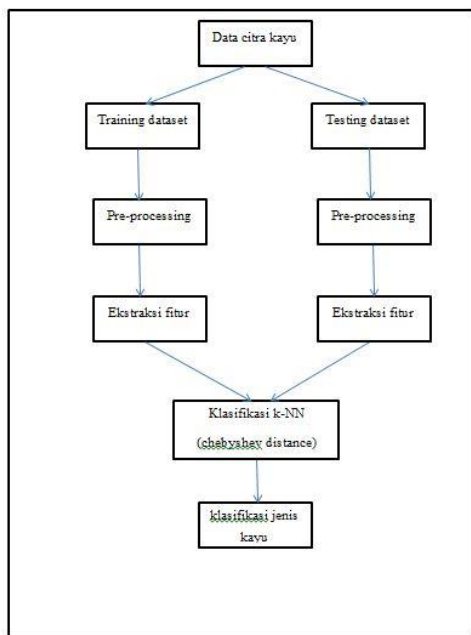 Data citra kayu
Training dataset
Testing dataset
Pre-processing
Pre-processing
Ekstraksi fitur
Ekstraksi fitur
Klasifikasi k-NN
(chebyshev distance)
klasifikasi jenis
kayu